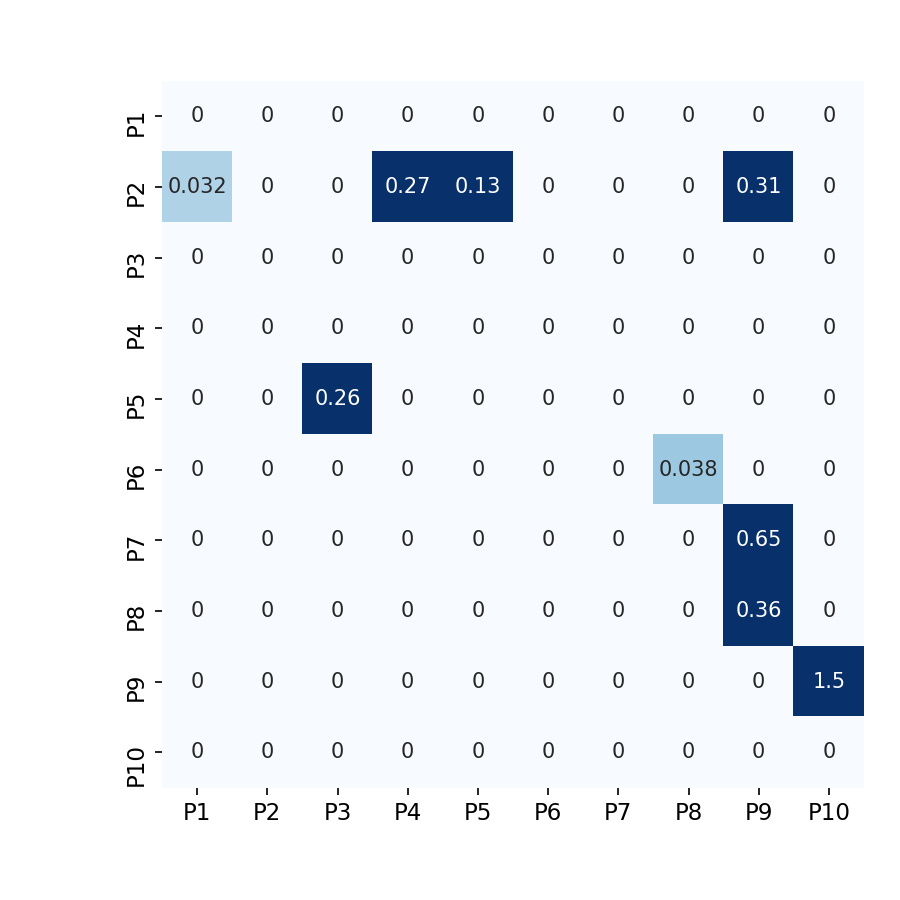 P1 0 0 0 0 0 0 0 0 0 0
P2 0.032 0 0 0.27 0.13 0 0 0 0.31 0
P3 0 0 0 0 0 0 0 0 0 0
P4 0 0 0 0 0 0 0 0 0 0
P5 0 0 0.26 0 0 0 0 0 0 0
P6 0 0 0 0 0 0 0 0.038 0 0
P7 0 0 0 0 0 0 0 0 0.65 0
P8 0 0 0 0 0 0 0 0 0.36 0
P9 0 0 0 0 0 0 0 0 0 1.5
P10 0 0 0 0 0 0 0 0 0 0
P1 P2 P3 P4 P5 P6 P7 P8 P9 P10